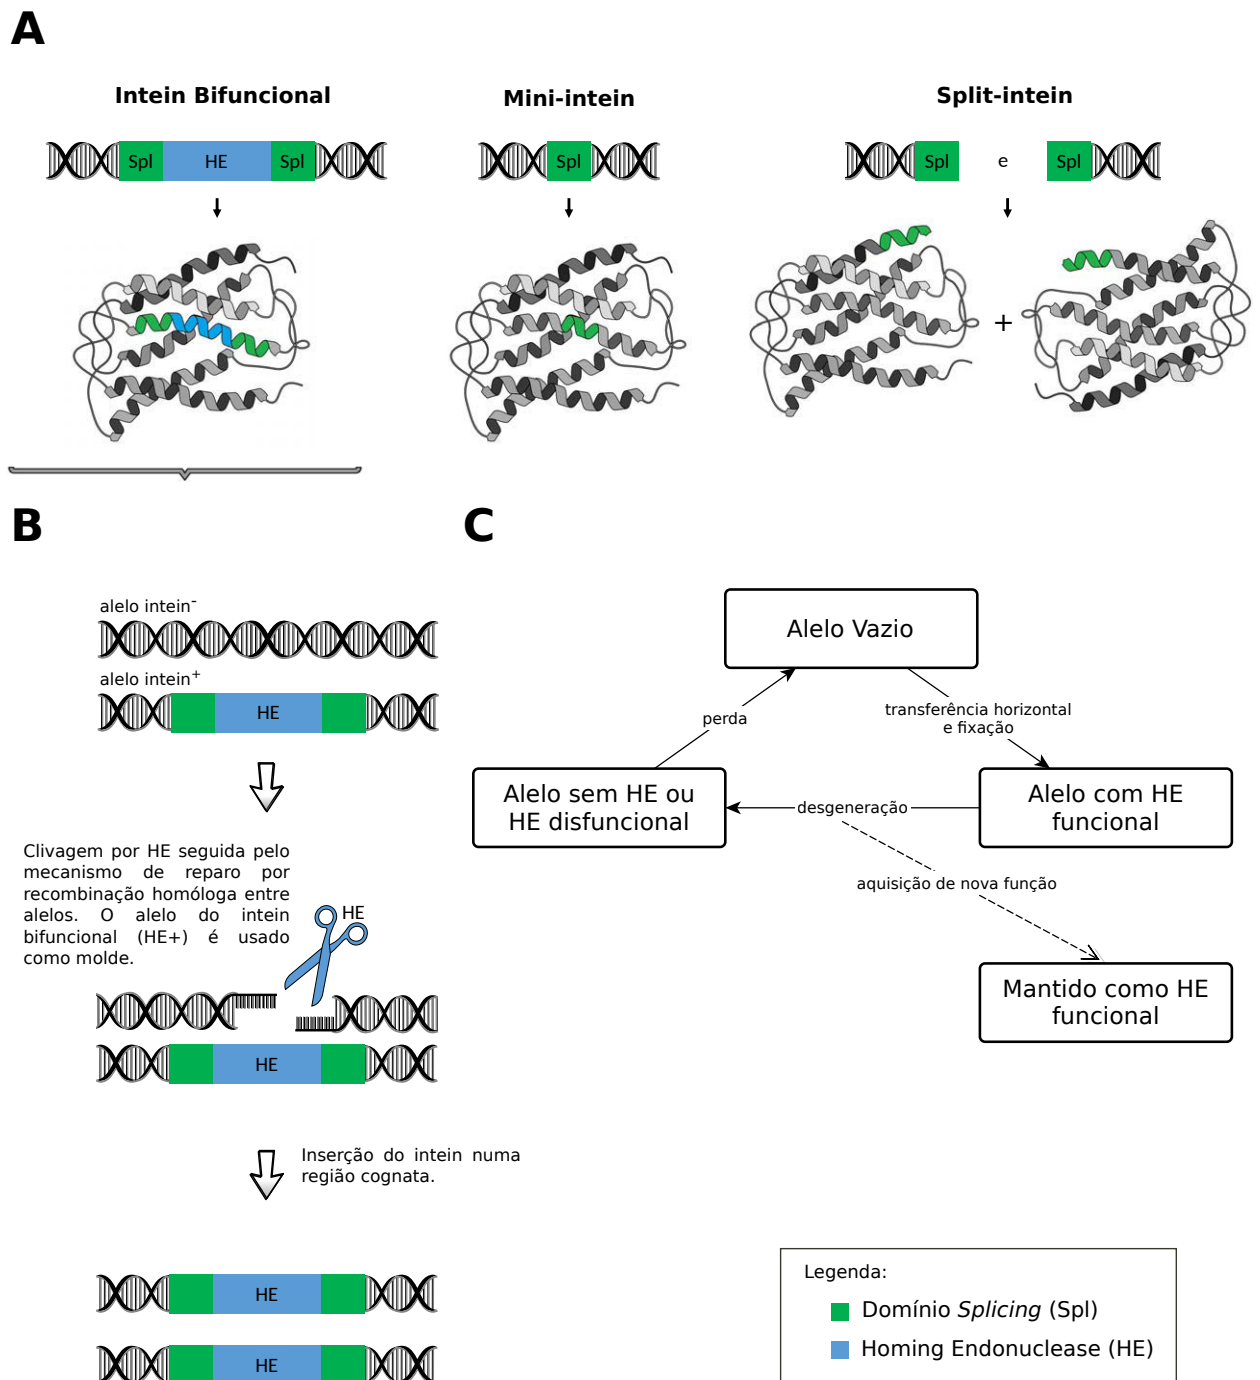 A
Intein Bifuncional
Mini-intein
Split-intein
Spl HE Spl
Spl
Spl e Spl
+
B
C
alelo intein-
alelo intein+
HE
Clivagem por HE seguida pelo
mecanismo de reparo por
recombinação homóloga entre
alelos. O alelo do intein
bifuncional (HE+) é usado
como molde.
HE
HE
Inserção do intein numa
região cognata.
HE
HE
Alelo Vazio
perda
transferência horizontal
e fixação
Alelo sem HE ou
HE disfuncional
desgeneração
Alelo com HE
funcional
aquisição de nova função
Mantido como HE
funcional
Legenda:
Domínio Splicing (Spl)
Homing Endonuclease (HE)